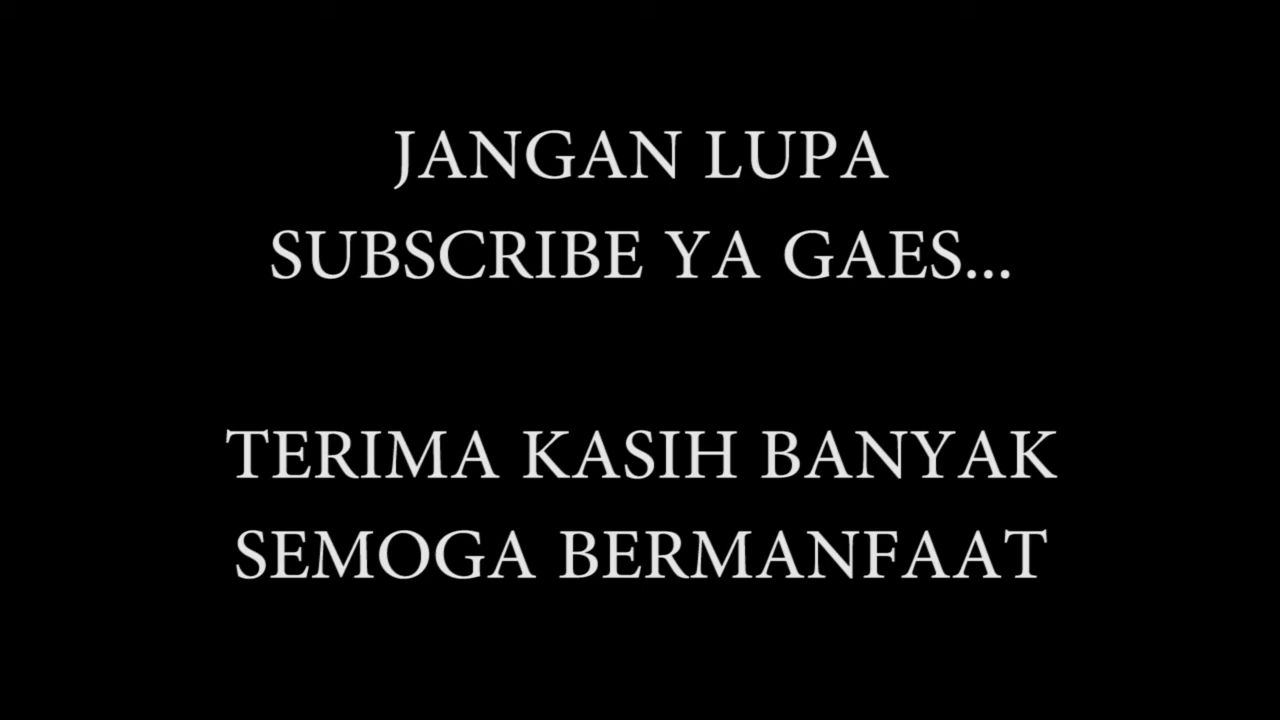 JANGAN LUPA
SUBSCRIBE YA GAES...
TERIMA KASIH BANYAK
SEMOGA BERMANFAAT